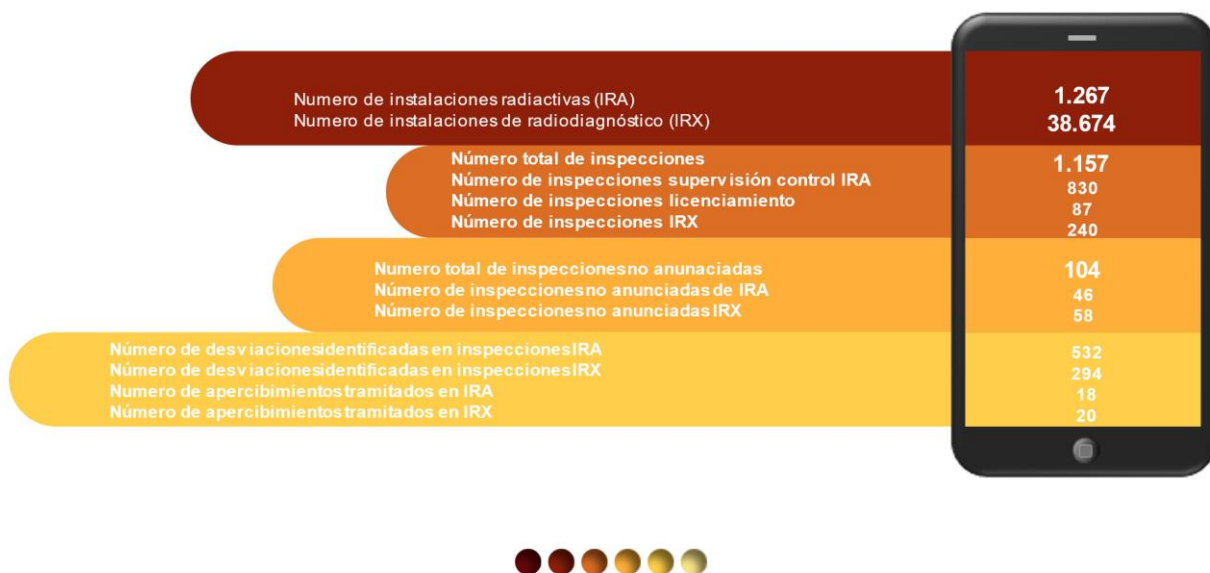 Numero de instalaciones radiactivas (IRA) 1.267
Numero de instalaciones de radiodiagnóstico (IRX) 38.674
Número total de inspecciones 1.157
Número de inspecciones supervisión control IRA 830
Número de inspecciones licenciamiento 87
Número de inspecciones IRX 240
Numero total de inspeccionesno anunaciadas 104
Número de inspeccionesno anunciadas de IRA 46
Número de inspeccionesno anunciadas IRX 58
Número de desviacionesidentificadas en inspeccionesIRA 532
Número de desviacionesidentificadas en inspeccionesIRX 294
Numero de apercibimientostramitados en IRA 18
Número de apercibimientostramitados en IRX 20